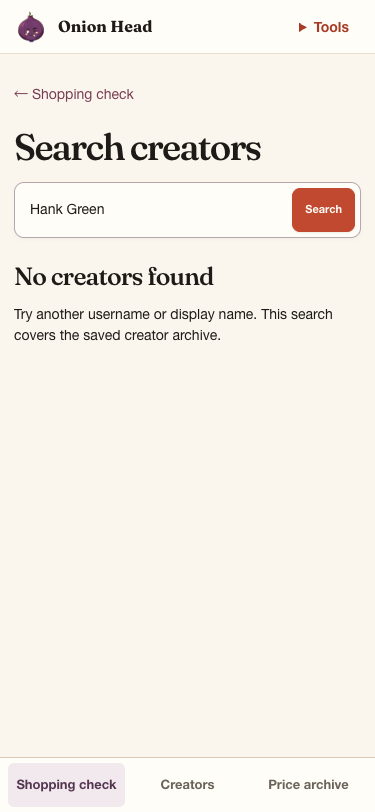 Onion Head
▶ Tools
← Shopping check
Search creators
Hank Green
Search
No creators found
Try another username or display name. This search
covers the saved creator archive.
Shopping check
Creators
Price archive